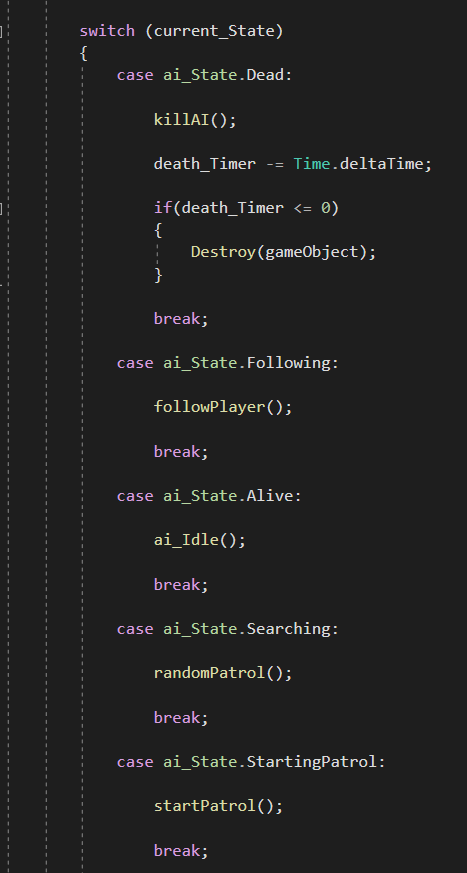 switch (current_State)
{
case ai_State.Dead:
killAI();
death_Timer -= Time.deltaTime;
if(death_Timer <= 0)
{
Destroy(gameObject);
}
break;
case ai_State.Following:
followPlayer();
break;
case ai_State.Alive:
ai_Idle();
break;
case ai_State.Searching:
randomPatrol();
break;
case ai_State.StartingPatrol:
startPatrol();
break;